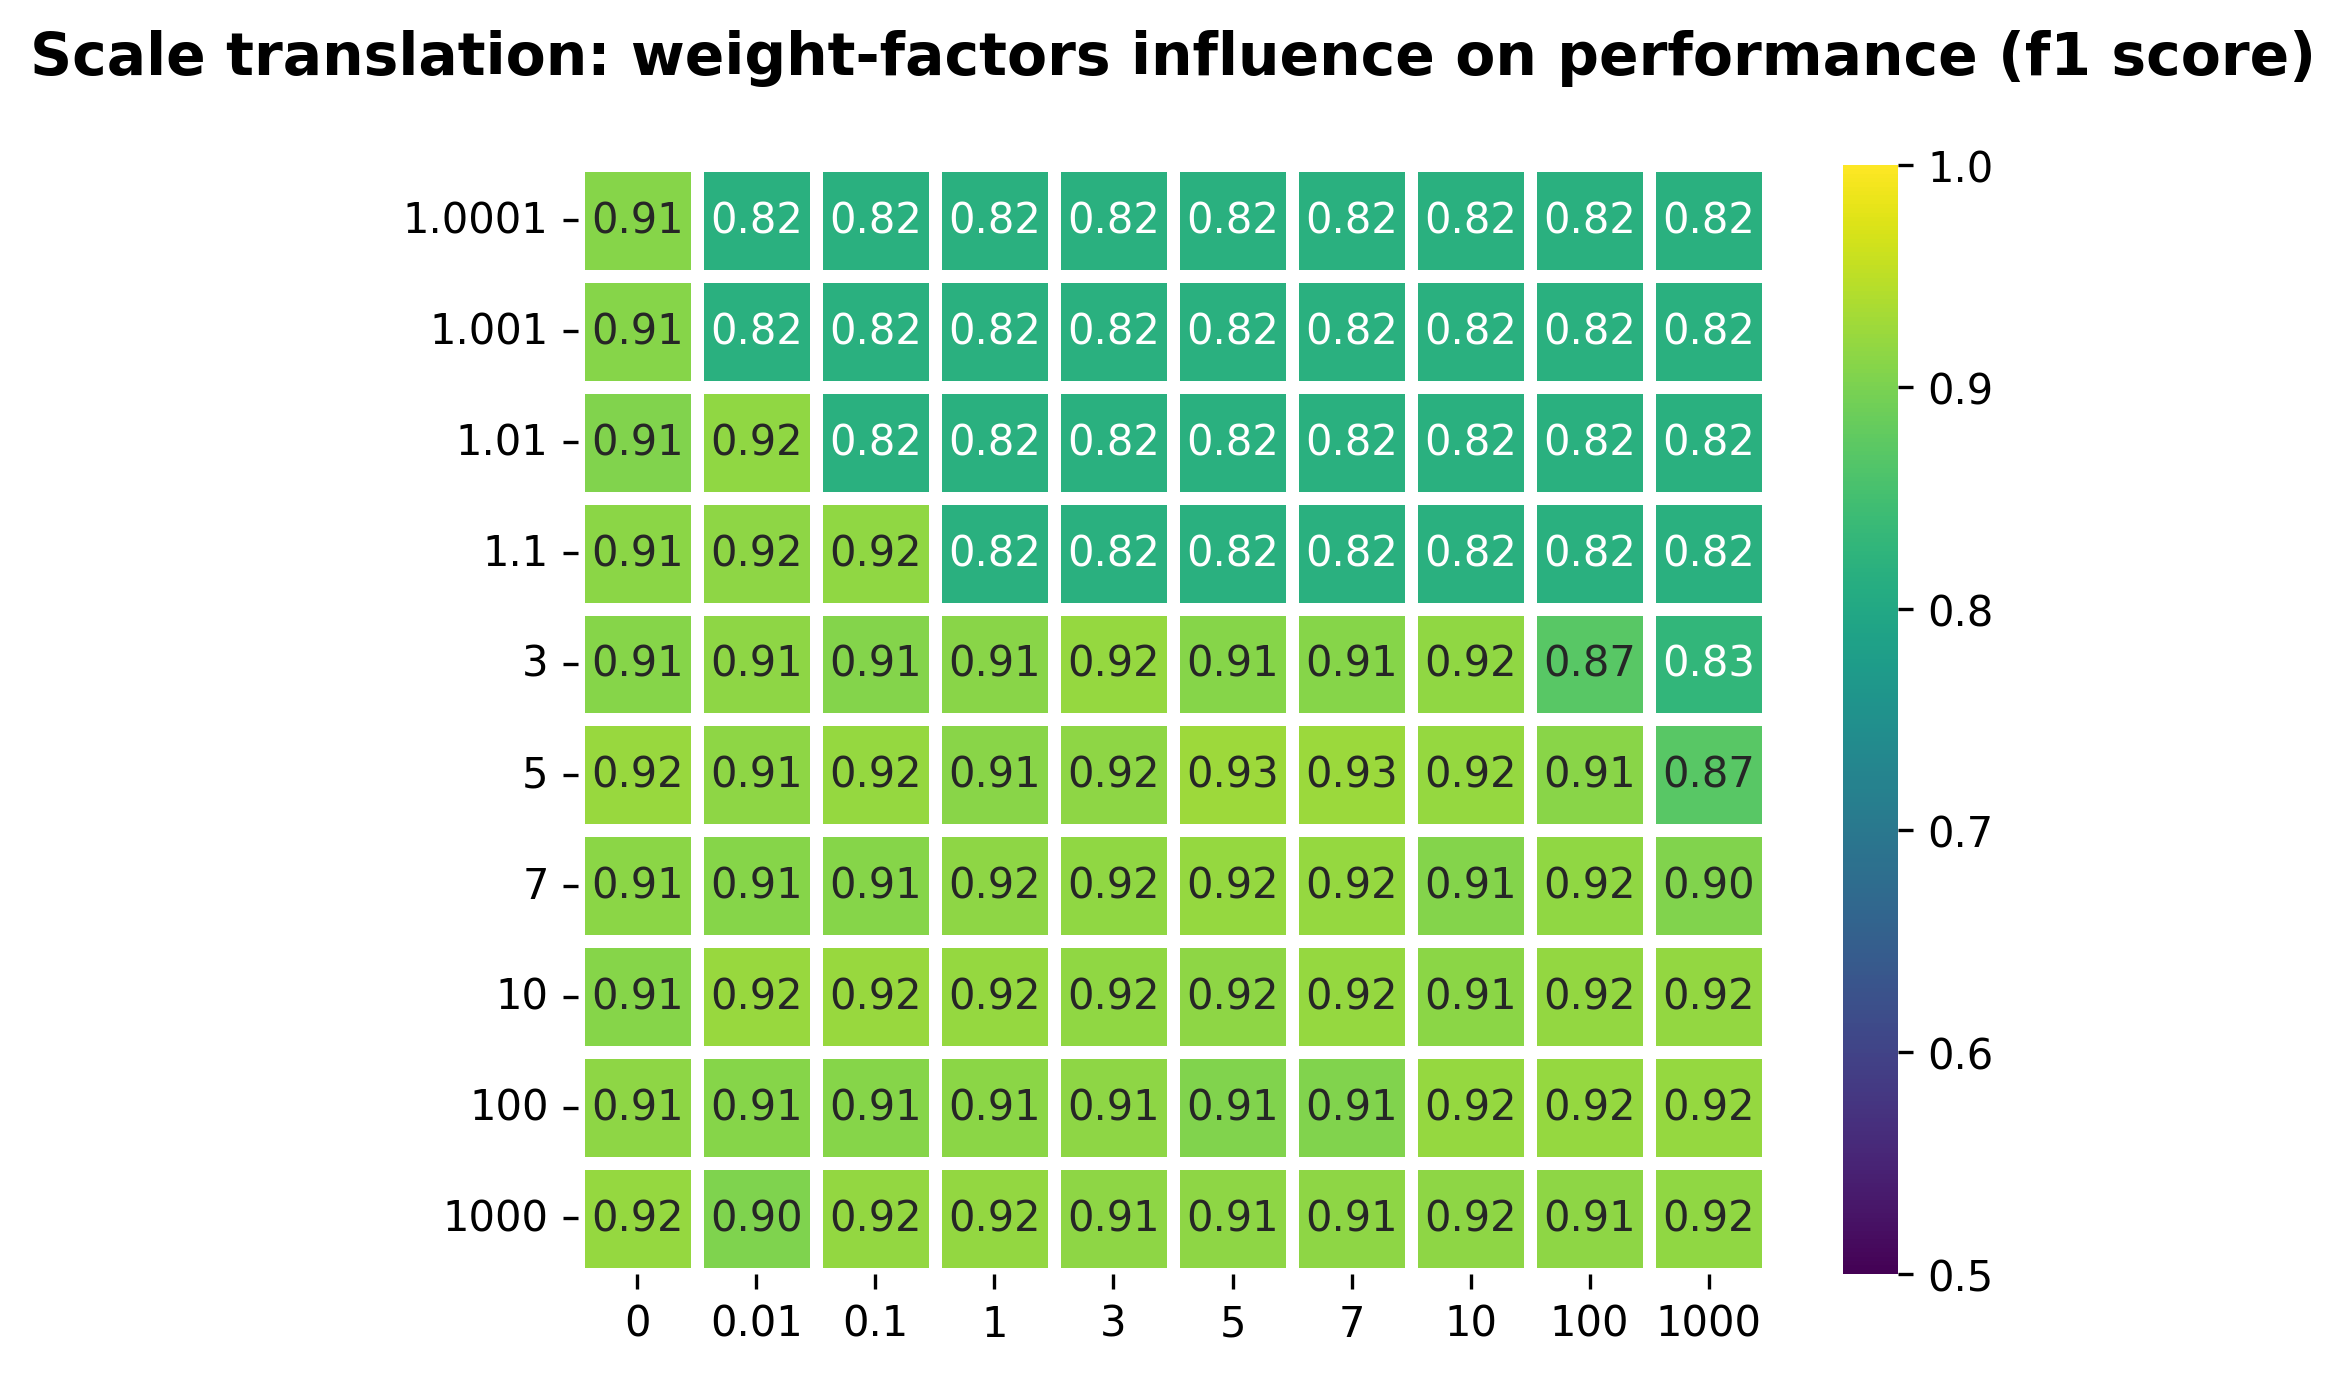 Scale translation: weight-factors influence on performance (f1 score)
1.0
1.0001 0.91 0.82 0.82 0.82 0.82 0.82 0.82 0.82 0.82 0.82
1.001 0.91 0.82 0.82 0.82 0.82 0.82 0.82 0.82 0.82 0.82
0.9
1.01 0.91 0.92 0.82 0.82 0.82 0.82 0.82 0.82 0.82 0.82
1.1 0.91 0.92 0.92 0.82 0.82 0.82 0.82 0.82 0.82 0.82
0.8
3 0.91 0.91 0.91 0.91 0.92 0.91 0.91 0.92 0.87 0.83
5 0.92 0.91 0.92 0.91 0.92 0.93 0.93 0.92 0.91 0.87
0.7
7 0.91 0.91 0.91 0.92 0.92 0.92 0.92 0.91 0.92 0.90
10 0.91 0.92 0.92 0.92 0.92 0.92 0.92 0.91 0.92 0.92
0.6
100 0.91 0.91 0.91 0.91 0.91 0.91 0.91 0.92 0.92 0.92
1000 0.92 0.90 0.92 0.92 0.91 0.91 0.91 0.92 0.91 0.92
0.5
0 0.01 0.1 1 3 5 7 10 100 1000